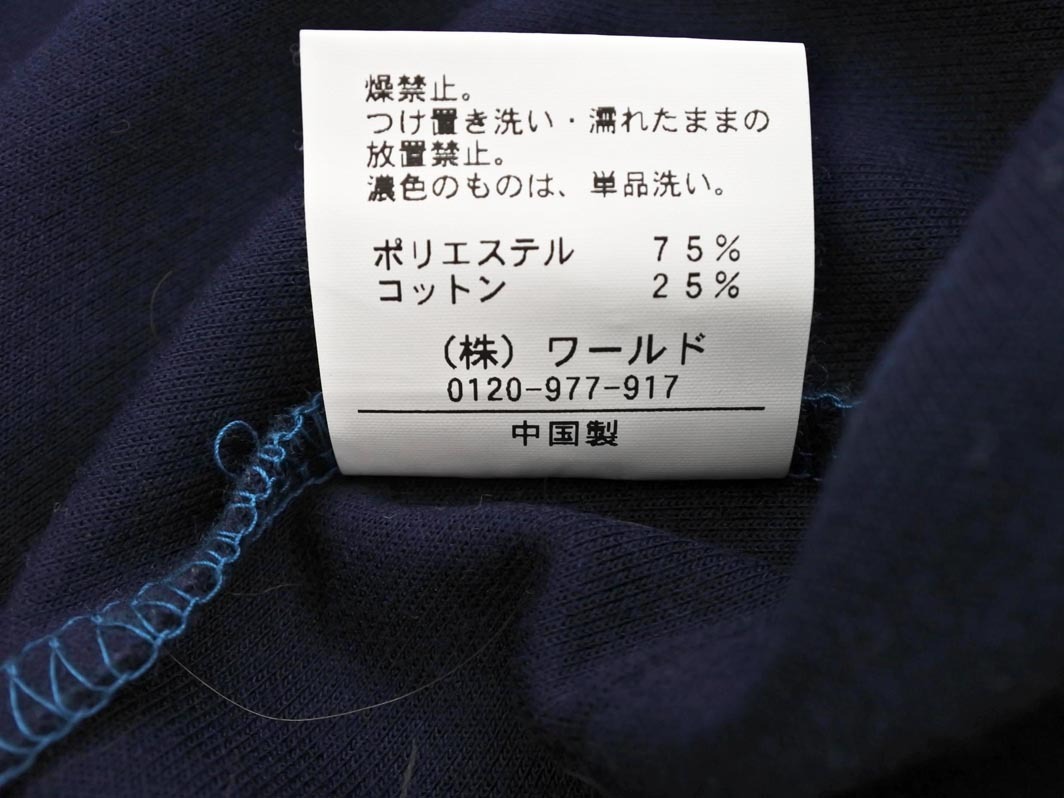 燥禁止。
つけ置き洗い・濡れたままの
放置禁止。
濃色のものは、単品洗い。
ポリエステル　７５％
コットン　２５％
（株）ワールド
0120-977-917
中国製